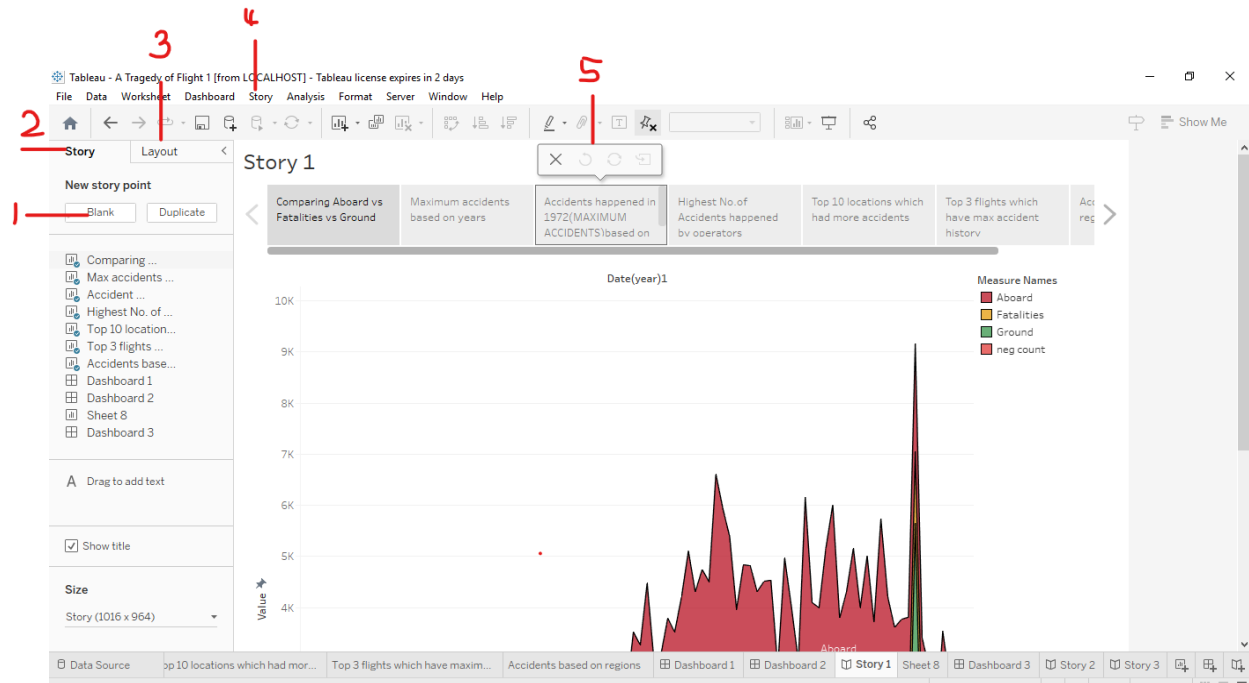 4
3
5
Tableau - A Tragedy of Flight 1 [from LOCALHOST] - Tableau license expires in 2 days
File Data Worksheet Dashboard Story Analysis Format Server Window Help
2
Show Me
Story Layout
Story 1
New story point
1
Blank Duplicate
Comparing Aboard vs
Fatalities vs Ground
Maximum accidents
based on years
Accidents happened in
1972(MAXIMUM
ACCIDENTS)based on
Highest No.of
Accidents happened
by operators
Top 10 locations which
had more accidents
Top 3 flights which
have max accident
history
Acc
reg
Comparing ...
Max accidents ...
Accident ...
Highest No. of ...
Top 10 location...
Top 3 flights ...
Accidents base...
Dashboard 1
Dashboard 2
Sheet 8
Dashboard 3
A Drag to add text
Show title
Size
Story (1016 x 964)
Date(year)1
10K
9K
8K
7K
6K
5K
4K
Value
Aboard
Measure Names
Aboard
Fatalities
Ground
neg count
Data Source op 10 locations which had mor... Top 3 flights which have maxim... Accidents based on regions Dashboard 1 Dashboard 2 Story 1 Sheet 8 Dashboard 3 Story 2 Story 3